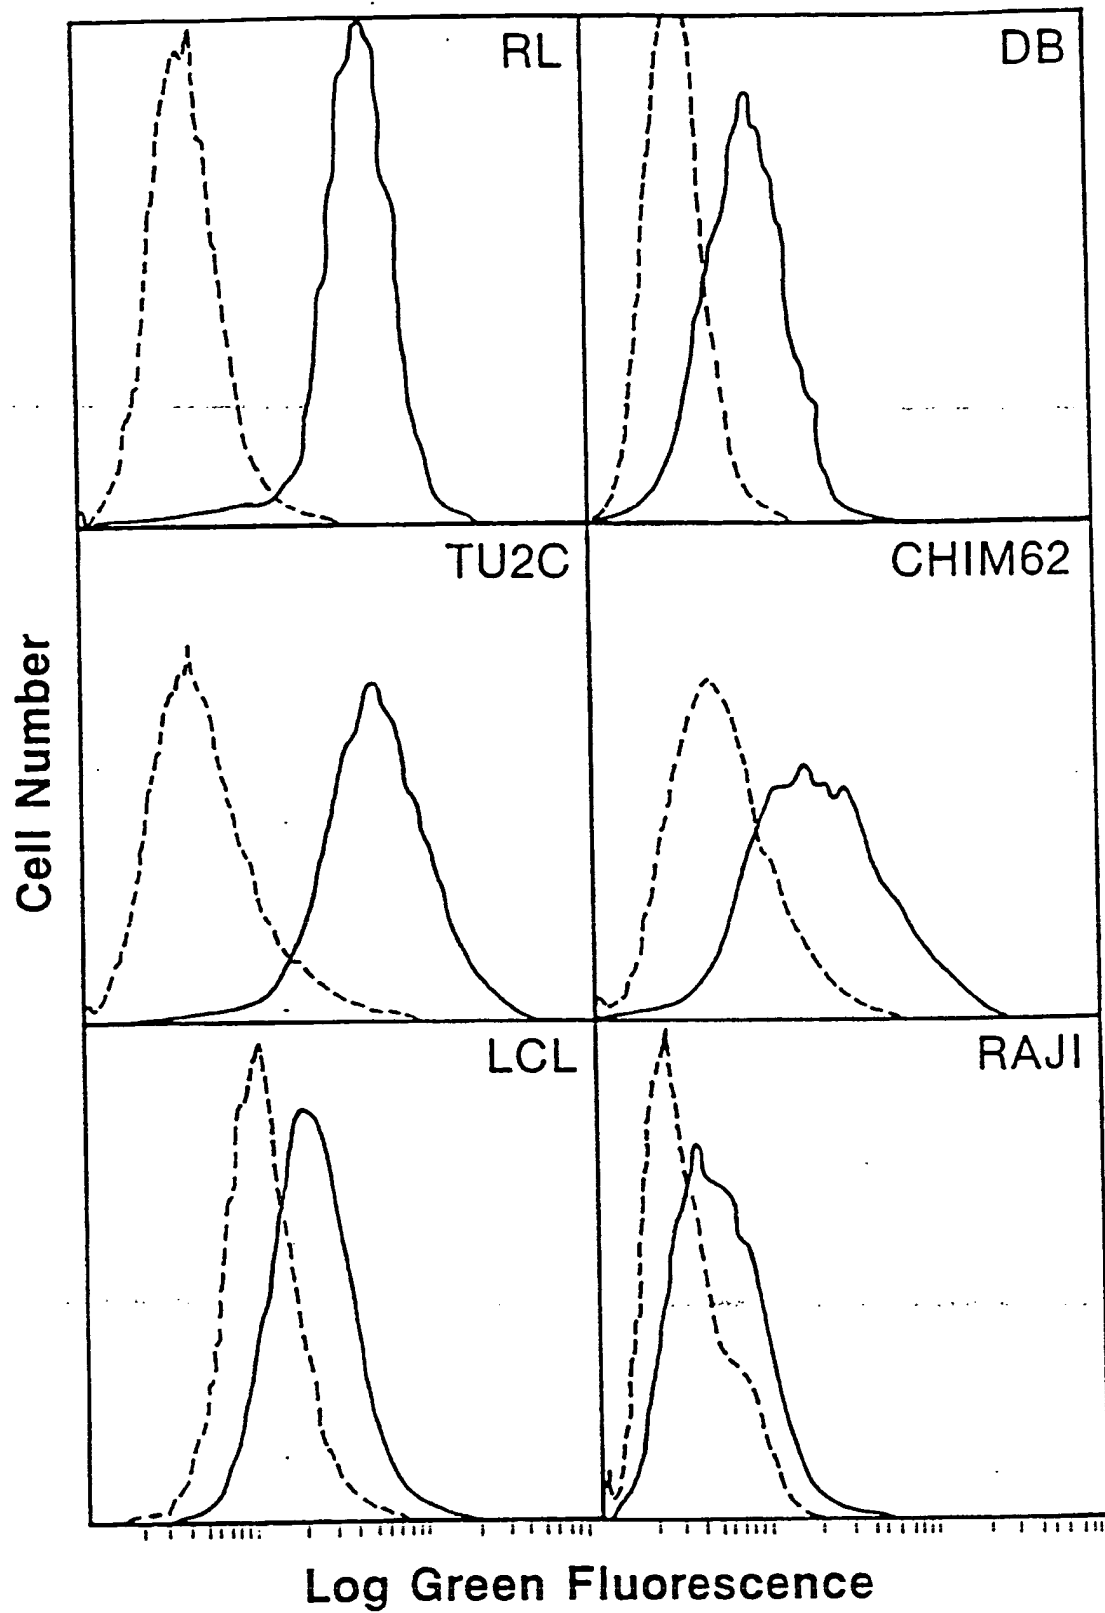 RL
DB
TU2C
CHIM62
Cell Number
LCL
RAJI
Log Green Fluorescence